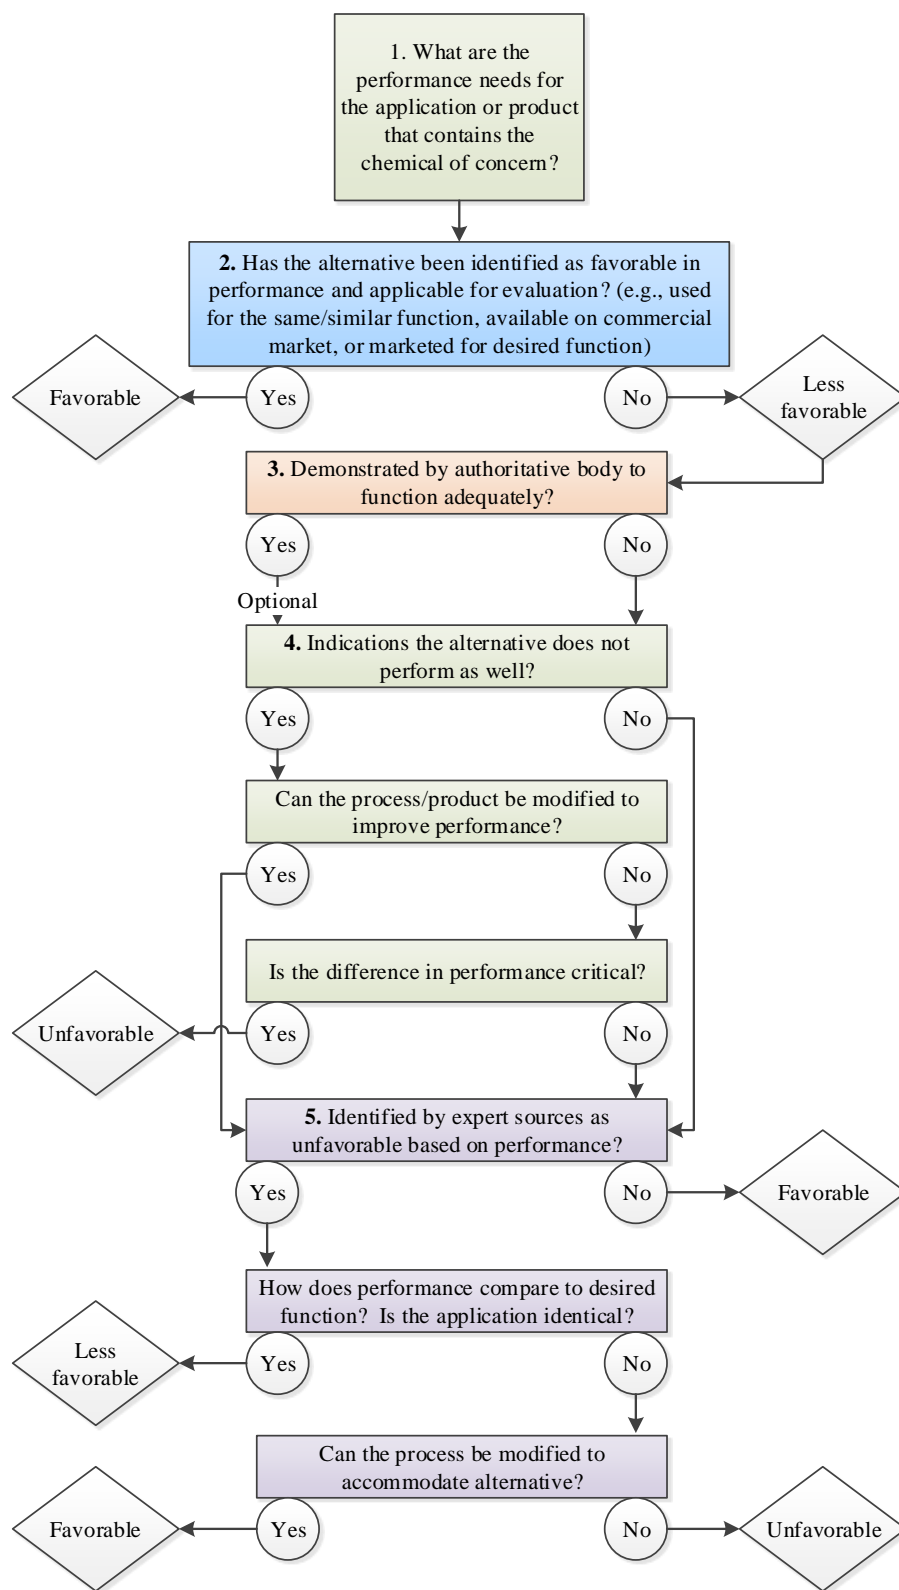 1. What are the
performance needs for
the application or product
that contains the
chemical of concern?
2. Has the alternative been identified as favorable in
performance and applicable for evaluation? (e.g., used
for the same/similar function, available on commercial
market, or marketed for desired function)
Favorable
Yes
No
Less
favorable
3. Demonstrated by authoritative body to
function adequately?
Yes
No
Optional
4. Indications the alternative does not
perform as well?
Yes
No
Can the process/product be modified to
improve performance?
Yes
No
Is the difference in performance critical?
Unfavorable
Yes
No
5. Identified by expert sources as
unfavorable based on performance?
Yes
No
Favorable
How does performance compare to desired
function? Is the application identical?
Less
favorable
Yes
No
Can the process be modified to
accommodate alternative?
Favorable
Yes
No
Unfavorable